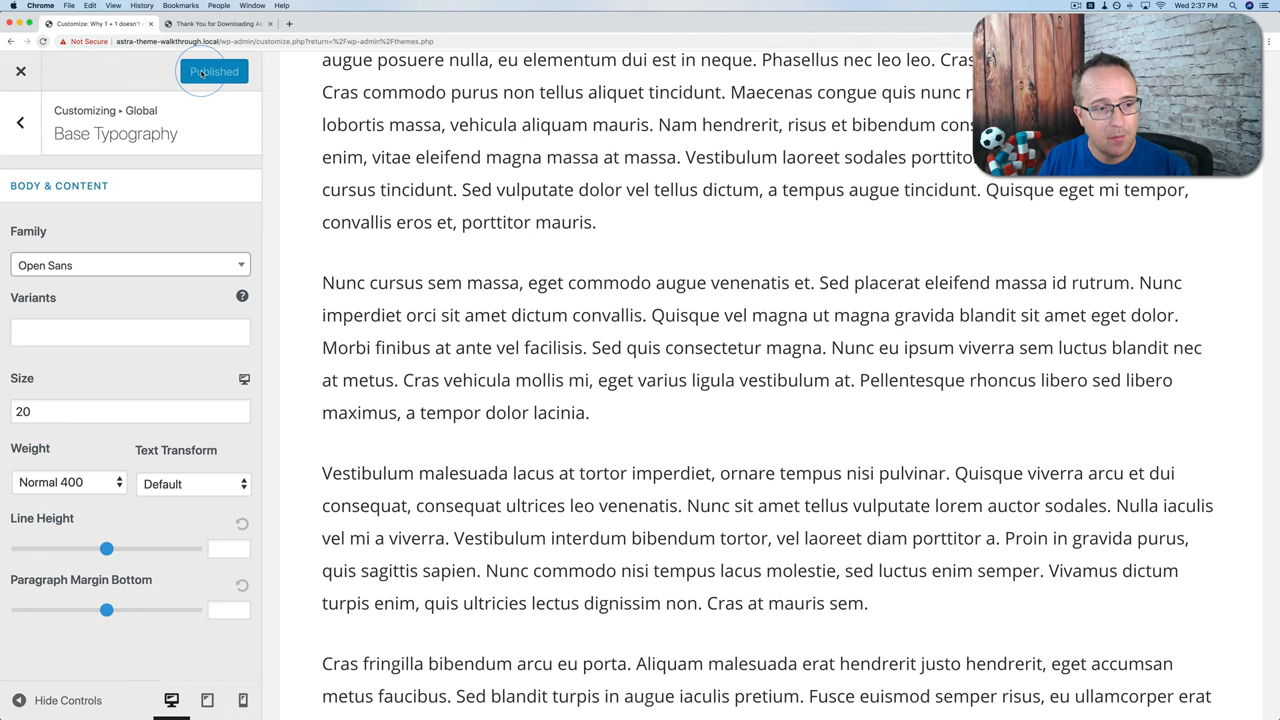 Chrome File Edit View History Bookmarks People Window Help
Wed 2:37 PM
Customize: Why 1 + 1 doesn't
Thank You for Downloading As
Not Secure astra-theme-walkthrough.local/wp-admin/customize.php?return=%2Fwp-admin%2Fthemes.php
Published
Customizing ▸ Global
Base Typography
BODY & CONTENT
Family
Open Sans
Variants
Size
20
Weight
Text Transform
Normal 400
Default
Line Height
Paragraph Margin Bottom
Hide Controls
augue posuere nulla, eu elementum dui est in neque. Phasellus nec leo leo. Cras
Cras commodo purus non tellus aliquet tincidunt. Maecenas congue quis nunc
lobortis massa, vehicula aliquam mauris. Nam hendrerit, risus et bibendum
enim, vitae eleifend magna massa at massa. Vestibulum laoreet sodales
cursus tincidunt. Sed vulputate dolor vel tellus dictum, a tempus augue tincidunt. Quisque eget mi tempor,
convallis eros et, porttitor mauris.
Nunc cursus sem massa, eget commodo augue venenatis et. Sed placerat eleifend massa id rutrum. Nunc
imperdiet orci sit amet dictum convallis. Quisque vel magna ut magna gravida blandit sit amet eget dolor.
Morbi finibus at ante vel facilisis. Sed quis consectetur magna. Nunc eu ipsum viverra sem luctus blandit nec
at metus. Cras vehicula mollis mi, eget varius ligula vestibulum at. Pellentesque rhoncus libero sed libero
maximus, a tempor dolor lacinia.
Vestibulum malesuada lacus at tortor imperdiet, ornare tempus nisi pulvinar. Quisque viverra arcu et dui
consequat, consequat ultrices leo venenatis. Nunc sit amet tellus vulputate lorem auctor sodales. Nulla iaculis
vel mi a viverra. Vestibulum interdum bibendum tortor, vel laoreet diam porttitor a. Proin in gravida purus,
quis sagittis sapien. Nunc commodo nisi tempus lacus molestie, sed luctus enim semper. Vivamus dictum
turpis enim, quis ultricies lectus dignissim non. Cras at mauris sem.
Cras fringilla bibendum arcu eu porta. Aliquam malesuada erat hendrerit justo hendrerit, eget accumsan
metus faucibus. Sed blandit turpis in augue iaculis pretium. Fusce euismod semper risus, eu ullamcorper erat